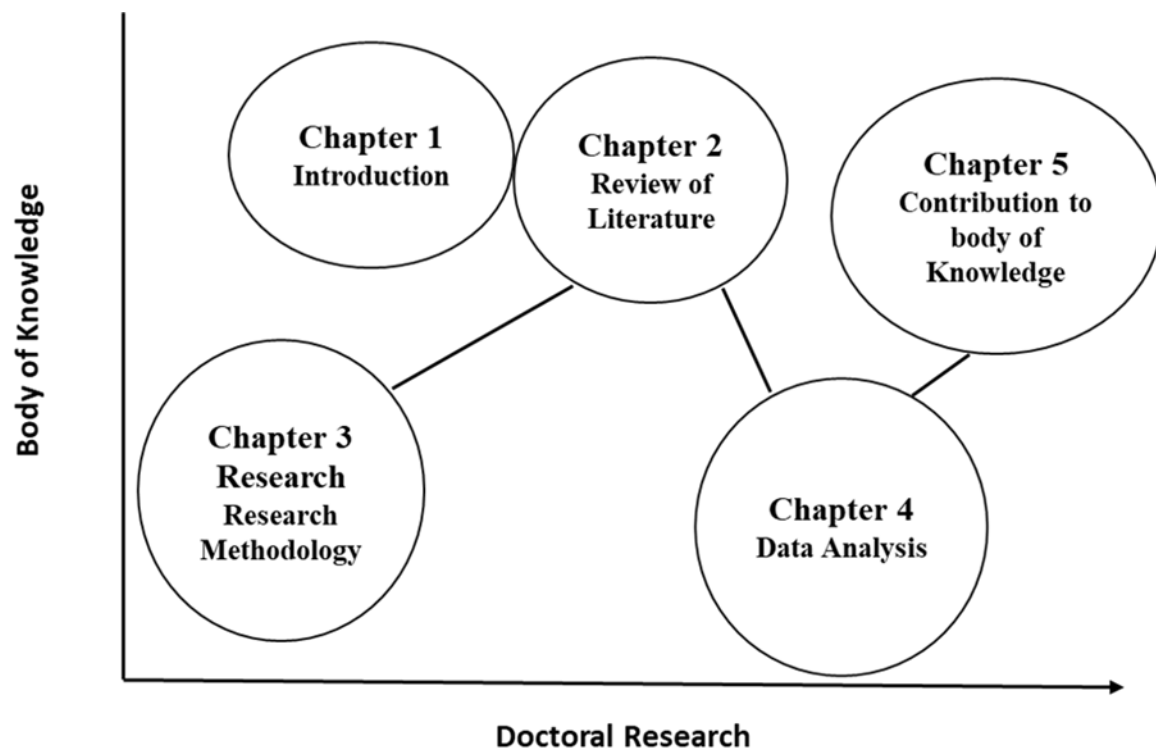 Body of Knowledge
Chapter 1
Introduction
Chapter 2
Review of
Literature
Chapter 5
Contribution to
body of
Knowledge
Chapter 3
Research
Research
Methodology
Chapter 4
Data Analysis
Doctoral Research